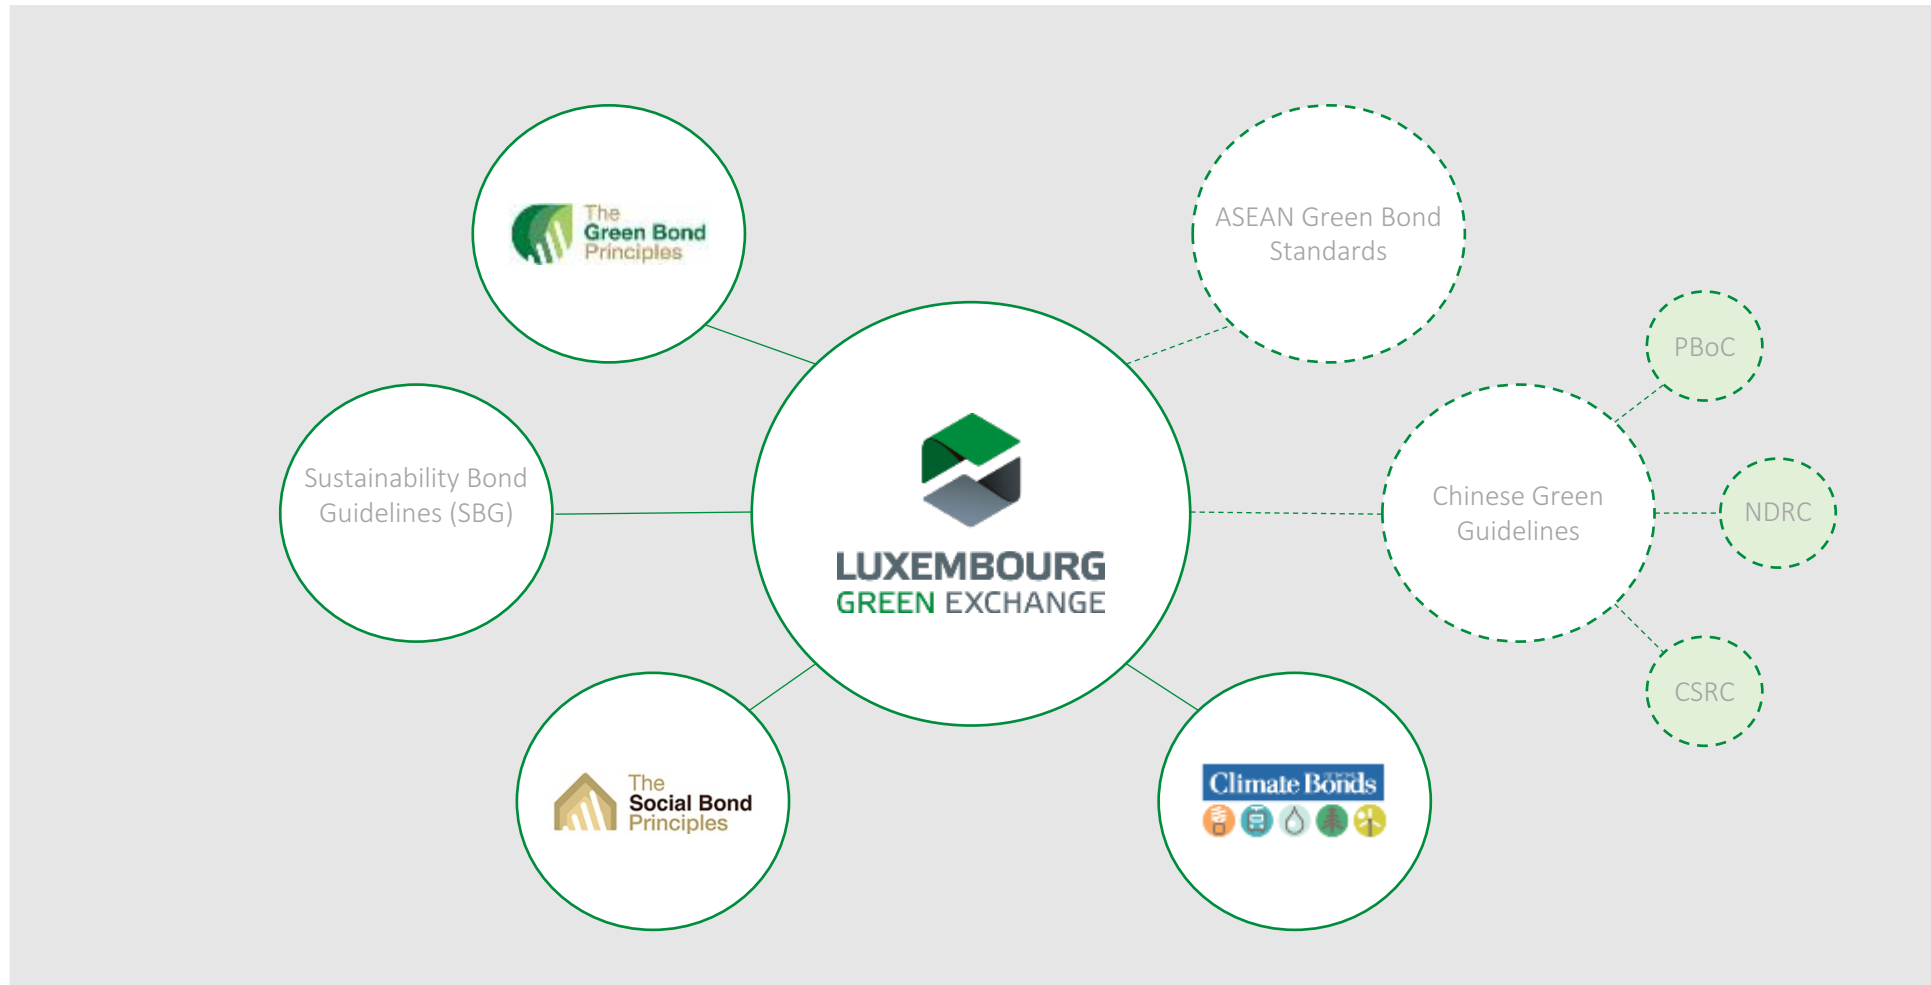 The
Green Bond
Principles
ASEAN Green Bond
Standards
PBoC
Sustainability Bond
Guidelines (SBG)
LUXEMBOURG
GREEN EXCHANGE
Chinese Green
Guidelines
NDRC
CSRC
The
Social Bond
Principles
Climate Bonds